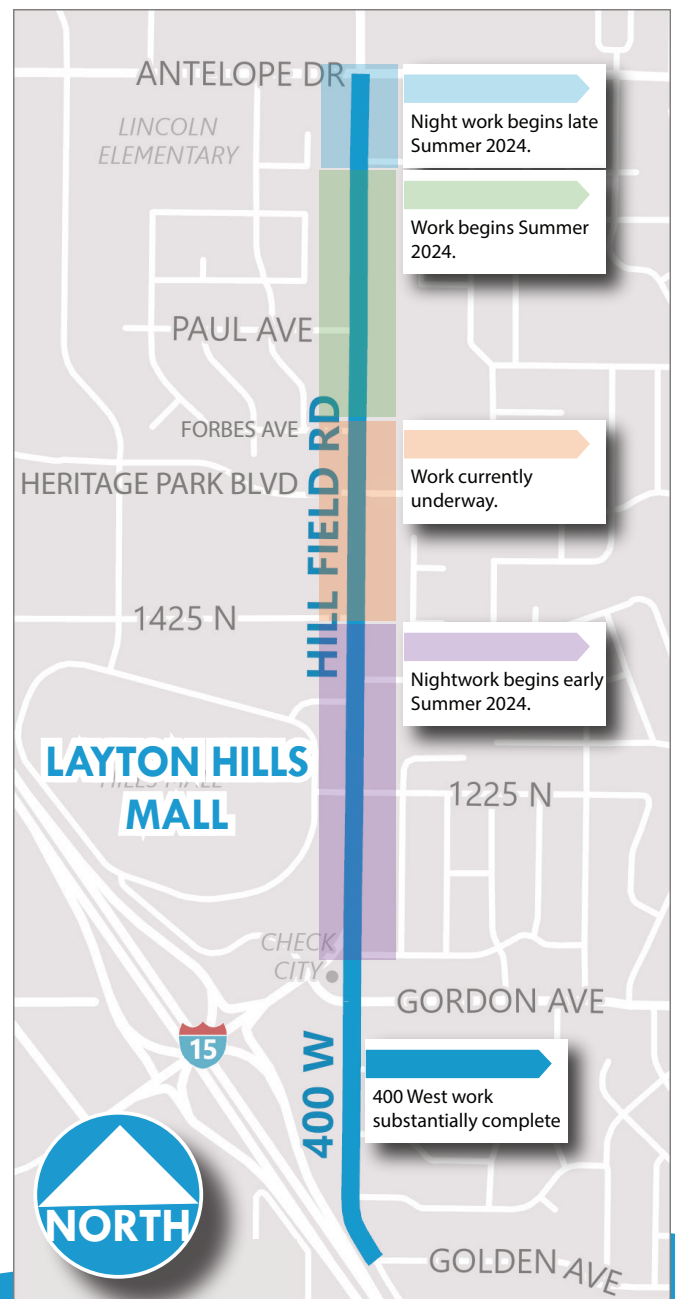 ANTELOPE DR
LINCOLN
ELEMENTARY
Night work begins late
Summer 2024.
Work begins Summer
2024.
PAUL AVE
FORBES AVE
HERITAGE PARK BLVD
HILL FIELD RD
Work currently
underway.
1425 N
Nightwork begins early
Summer 2024.
LAYTON HILLS
HILLS MALL
MALL
1225 N
CHECK
CITY
GORDON AVE
15
400 W
400 West work
substantially complete
NORTH
GOLDEN AVE